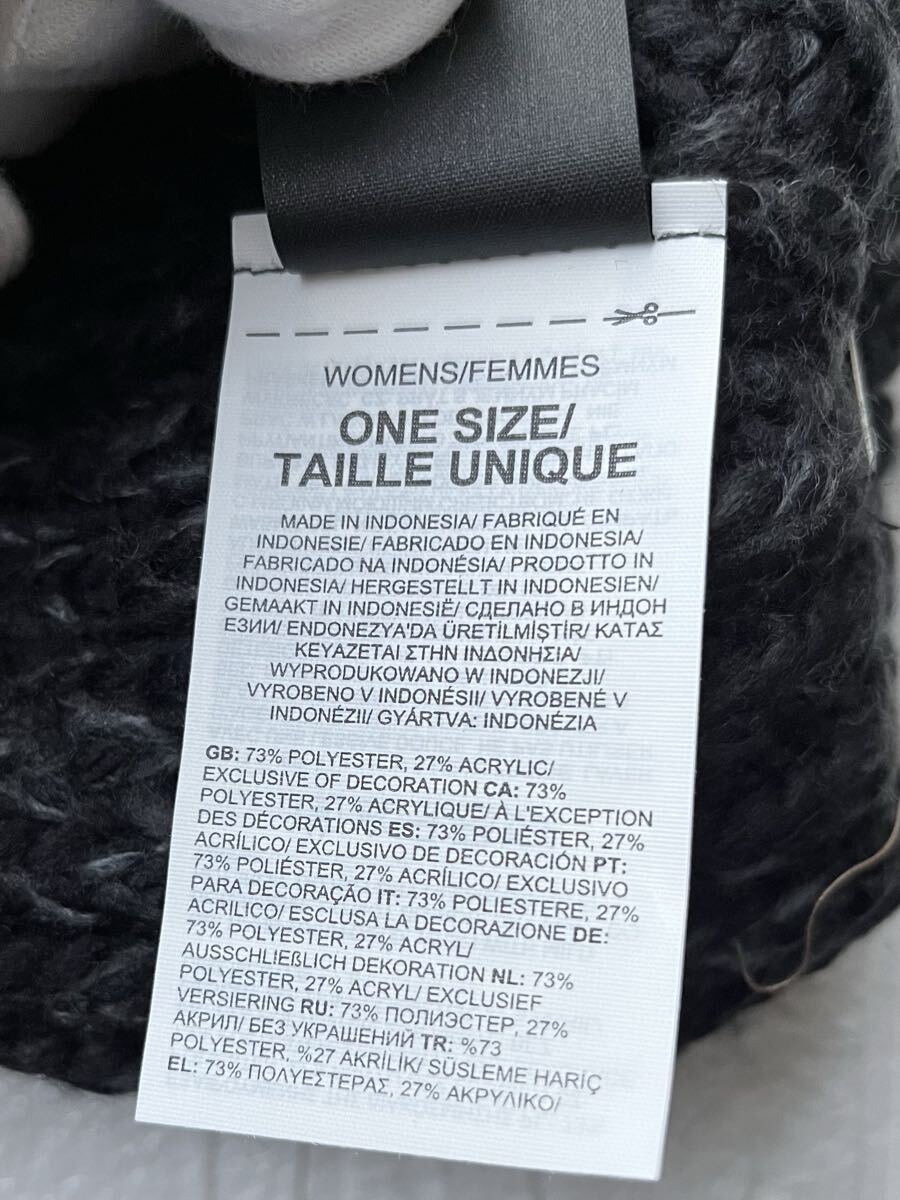 WOMENS/FEMMES
ONE SIZE/
TAILLE UNIQUE
MADE IN INDONESIA/ FABRIQUÉ EN
INDONESIE/ FABRICADO EN INDONESIA/
FABRICADO NA INDONÉSIA/ PRODOTTO IN
INDONESIA/ HERGESTELLT IN INDONESIEN/
GEMAAKT IN INDONESIË/ СДЕЛАНО В ИНДОН
ЕЗИИ/ ENDONEZYA'DA ÜRETİLMİŞTİR/ ΚΑΤΑΣ
ΚΕΥΑΖΕΤΑΙ ΣΤΗΝ ΙΝΔΟΝΗΣΙΑ/
WYPRODUKOWANO W INDONEZJI/
VYROBENO V INDONÉSII/ VYROBENÉ V
INDONÉZII/ GYÁRTVA: INDONÉZIA
GB: 73% POLYESTER, 27% ACRYLIC/
EXCLUSIVE OF DECORATION CA: 73%
POLYESTER, 27% ACRYLIQUE/ À L'EXCEPTION
DES DÉCORATIONS ES: 73% POLIÉSTER, 27%
ACRÍLICO/ EXCLUSIVO DE DECORACIÓN PT:
73% POLIÉSTER, 27% ACRÍLICO/ EXCLUSIVO
PARA DECORAÇÃO IT: 73% POLIESTERE, 27%
ACRILICO/ ESCLUSA LA DECORAZIONE DE:
73% POLYESTER, 27% ACRYL/
AUSSCHLIEßLICH DEKORATION NL: 73%
POLYESTER, 27% ACRYL/ EXCLUSIEF
VERSIERING RU: 73% ПОЛИЭСТЕР, 27%
АКРИЛ/ БЕЗ УКРАШЕНИЙ TR: %73
POLYESTER, %27 AKRİLİK/ SÜSLEME HARİÇ
EL: 73% ΠΟΛΥΕΣΤΕΡΑΣ, 27% ΑΚΡΥΛΙΚΟ/